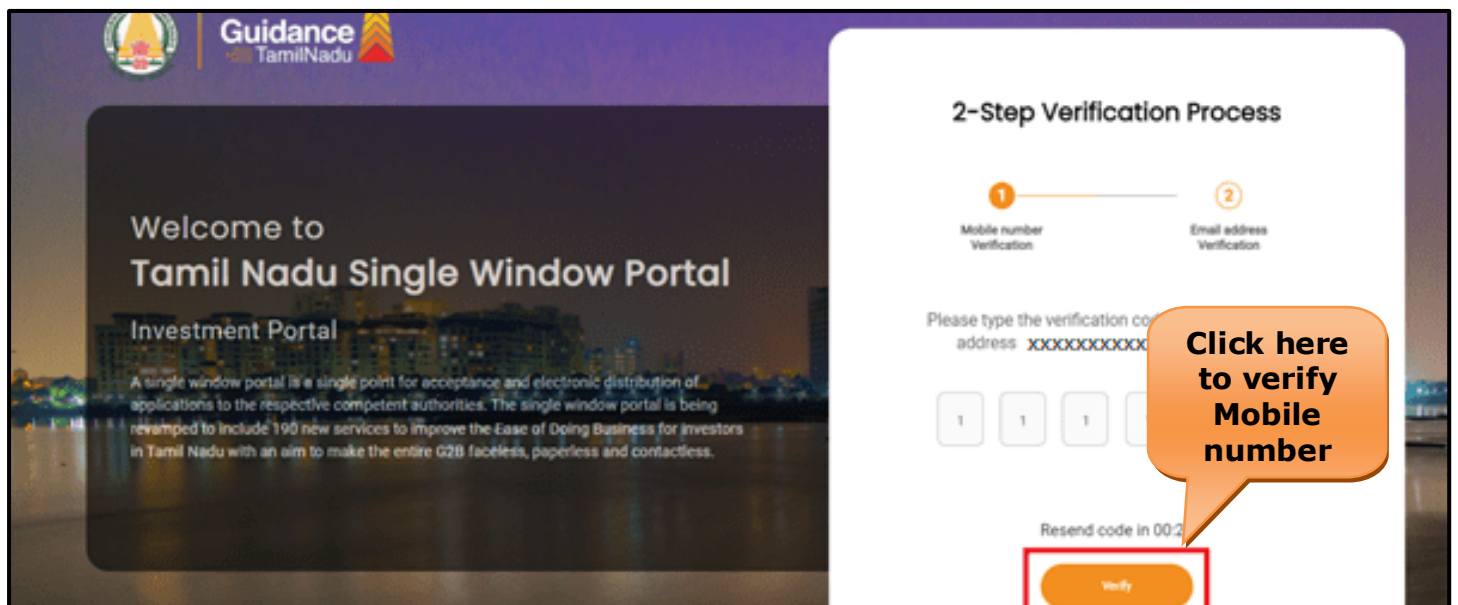 Guidance
TamilNadu
Welcome to
Tamil Nadu Single Window Portal
Investment Portal
A single window portal is a single point for acceptance and electronic distribution of
applications to the respective competent authorities. The single window portal is being
revamped to include 190 new services to improve the Ease of Doing Business for investors
in Tamil Nadu with an aim to make the entire G2B faceless, paperless and contactless.
2-Step Verification Process
1
2
Mobile number
Verification
Email address
Verification
Please type the verification
address xxxxxxxxxx
1 1 1
Click here
to verify
Mobile
number
Resend code in 00:2
Verify